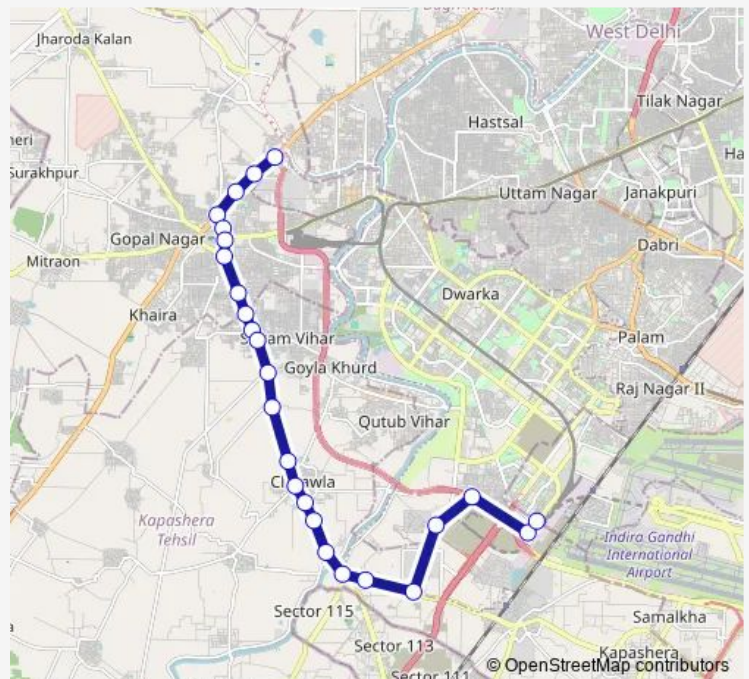 Jharoda Kalan
West Delhi
Tilak Nagar
Hastsal
Surakhpur
Uttam Nagar
Janakpuri
Gopal Nagar
Dabri
Mitraon
Dwarka
Khaira
Palam
Goyla Khurd
Raj Nagar II
Qutub Vihar
Kapashera
Tehsil
Indira Gandhi
International
Airport
Sector 115
Samalkha
Sector 113
Kapashera
Sector 111
© OpenStreetMap contributors